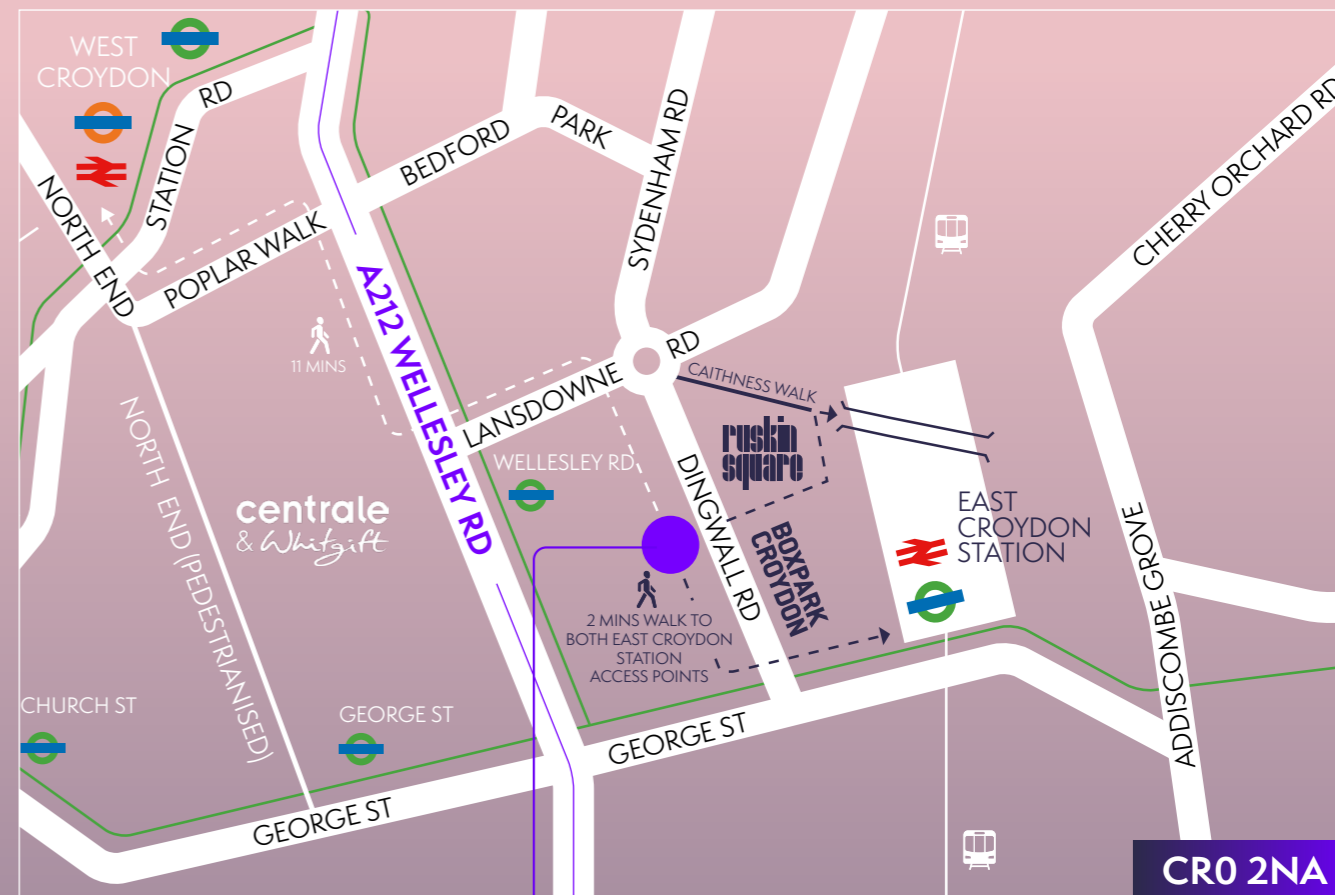 WEST
CROYDON
STATION
RD
NORTH END
POPLAR WALK
BEDFORD
PARK
SYDENHAM RD
CHERRY ORCHARD RD
11 MINS
A212 WELLESLEY RD
LANSDOWNE
RD
CAITHNESS WALK
ruskin
square
WELLESLEY RD
NORTH END (PEDESTRIANISED)
centrale
& Whitgift
DINGWALL RD
BOXPARK
CROYDON
EAST
CROYDON
STATION
2 MINS WALK TO
BOTH EAST CROYDON
STATION
ACCESS POINTS
ADDISCOMBE GROVE
CHURCH ST
GEORGE ST
GEORGE ST
GEORGE ST
CR0 2NA